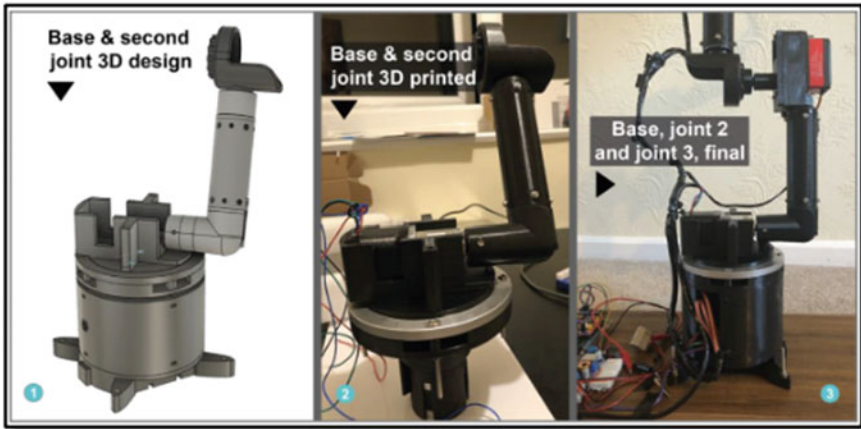 Base & second
joint 3D design
1
Base & second
joint 3D printed
2
Base, joint 2
and joint 3, final
3